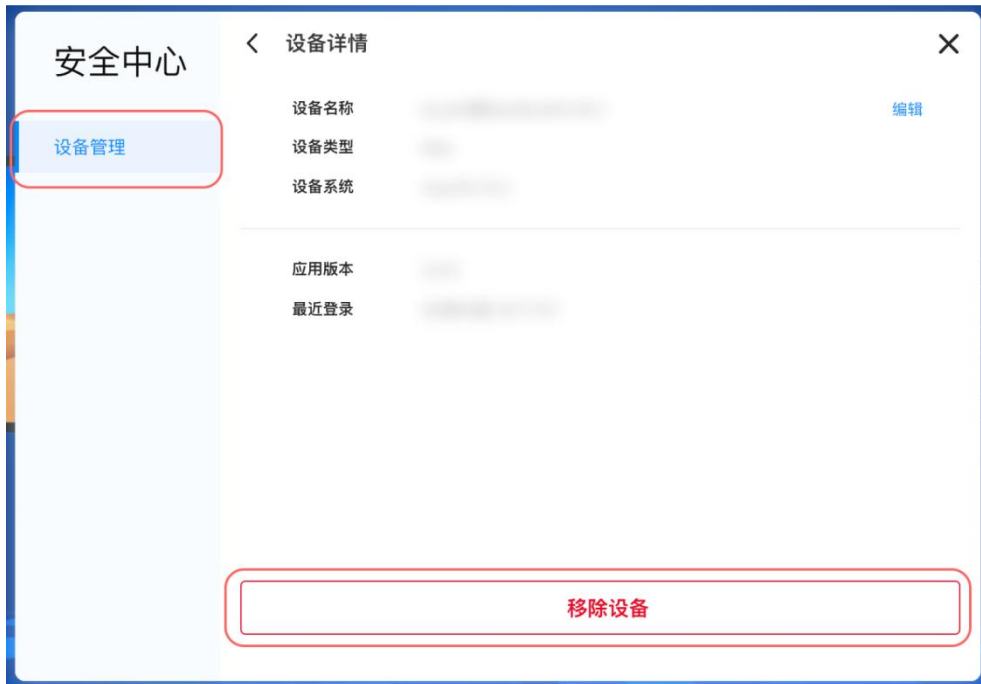 安全中心
设备管理
设备详情
设备名称
编辑
设备类型
设备系统
应用版本
最近登录
移除设备